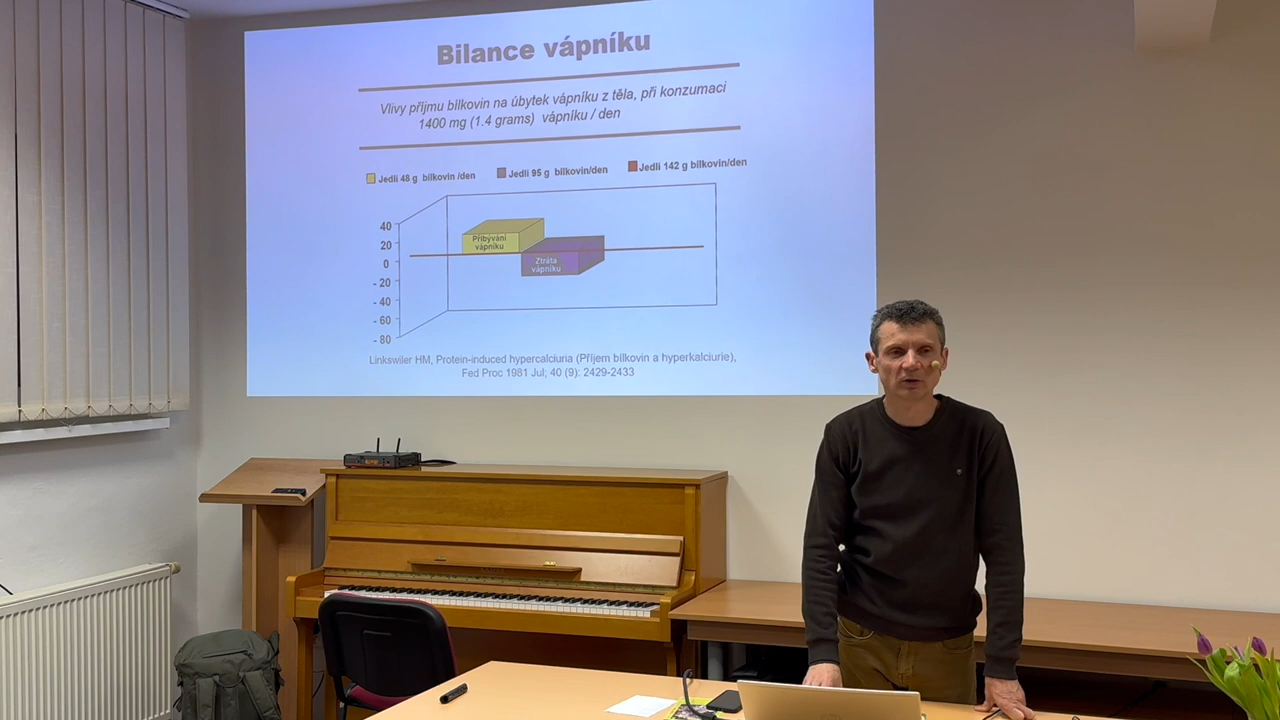 Bilance vápníku
Vlivy příjmu bílkovin na úbytek vápníku z těla, při konzumaci
1400 mg (1.4 grams) vápníku / den
Jedli 48 g bílkovin /den
Jedli 95 g bílkovin/den
Jedli 142 g bílkovin/den
40
20
0
- 20
- 40
- 60
- 80
Přibývání
vápníku
Ztráta
vápníku
Linkswiler HM, Protein-induced hypercalciuria (Příjem bílkovin a hyperkalciurie),
Fed Proc 1981 Jul; 40 (9): 2429-2433